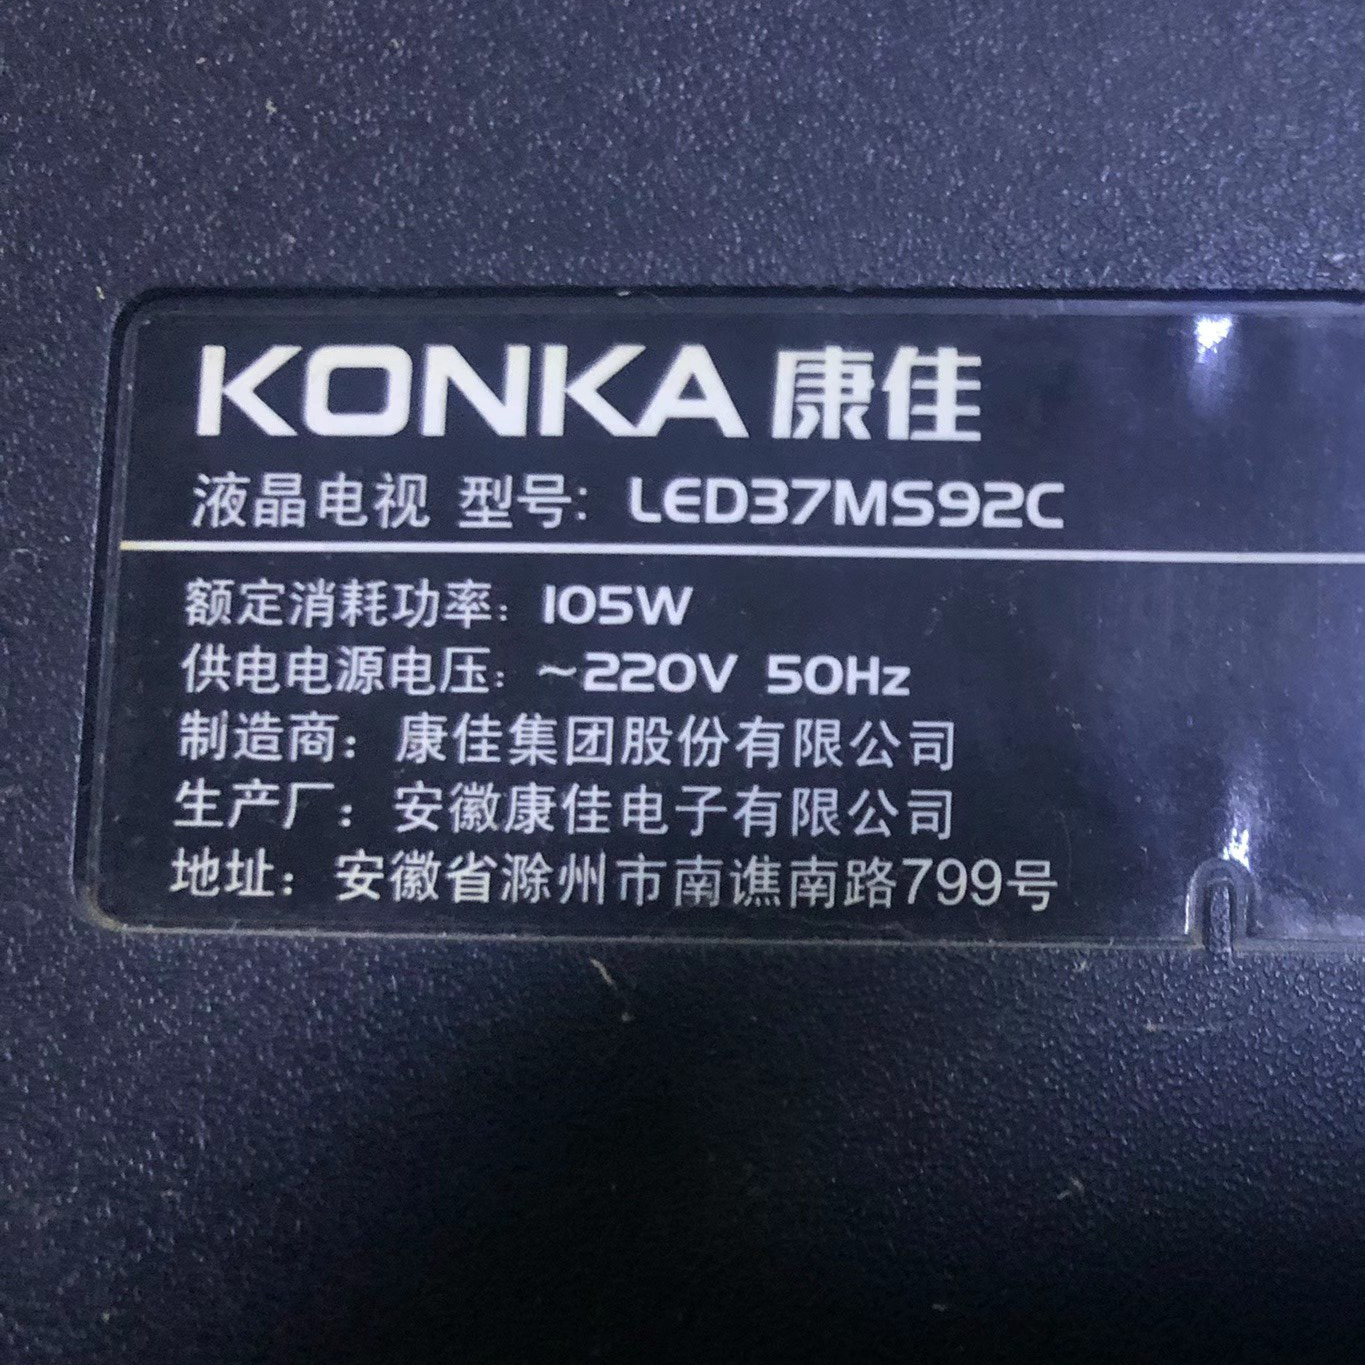 KONKA 康佳
液晶电视 型号: LED37MS92C
额定消耗功率: 105W
供电电源电压: ~220V 50Hz
制造商: 康佳集团股份有限公司
生产厂: 安徽康佳电子有限公司
地址: 安徽省滁州市南谯南路799号